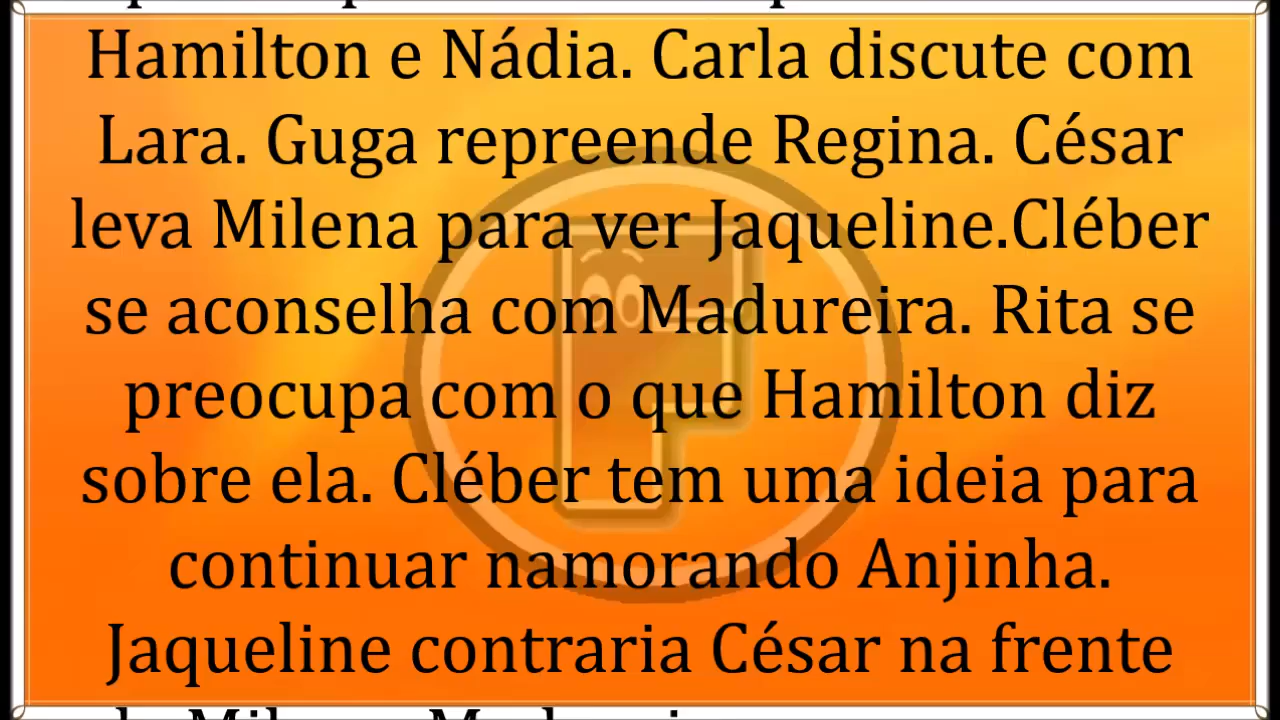 Hamilton e Nádia. Carla discute com
Lara. Guga repreende Regina. César
leva Milena para ver Jaqueline.Cléber
se aconselha com Madureira. Rita se
preocupa com o que Hamilton diz
sobre ela. Cléber tem uma ideia para
continuar namorando Anjinha.
Jaqueline contraria César na frente